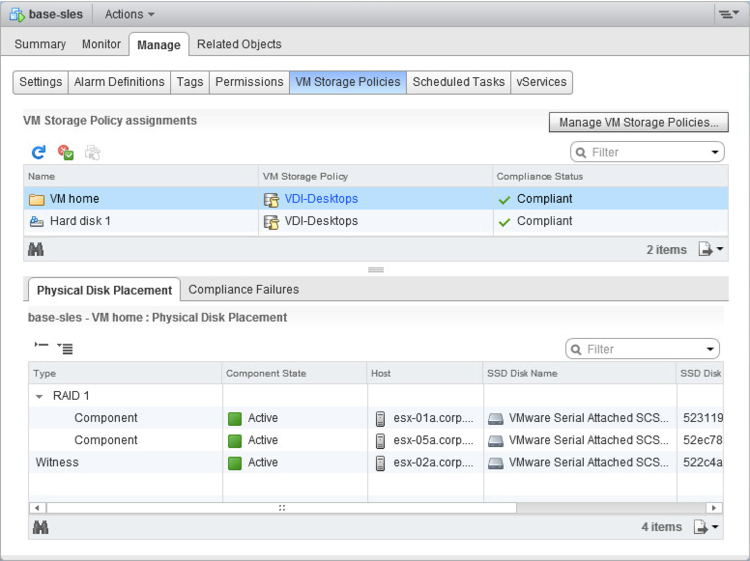 base-sles Actions
Summary Monitor Manage Related Objects
Settings Alarm Definitions Tags Permissions VM Storage Policies Scheduled Tasks vServices
VM Storage Policy assignments Manage VM Storage Policies...
Filter
Name VM Storage Policy Compliance Status
VM home VDI-Desktops Compliant
Hard disk 1 VDI-Desktops Compliant
2 items
Physical Disk Placement Compliance Failures
base-sles - VM home : Physical Disk Placement
Filter
Type Component State Host SSD Disk Name SSD Disk
RAID 1
Component Active esx-01a.corp.... VMware Serial Attached SCS... 523119
Component Active esx-05a.corp.... VMware Serial Attached SCS... 52ec78
Witness Active esx-02a.corp.... VMware Serial Attached SCS... 522c4a
4 items